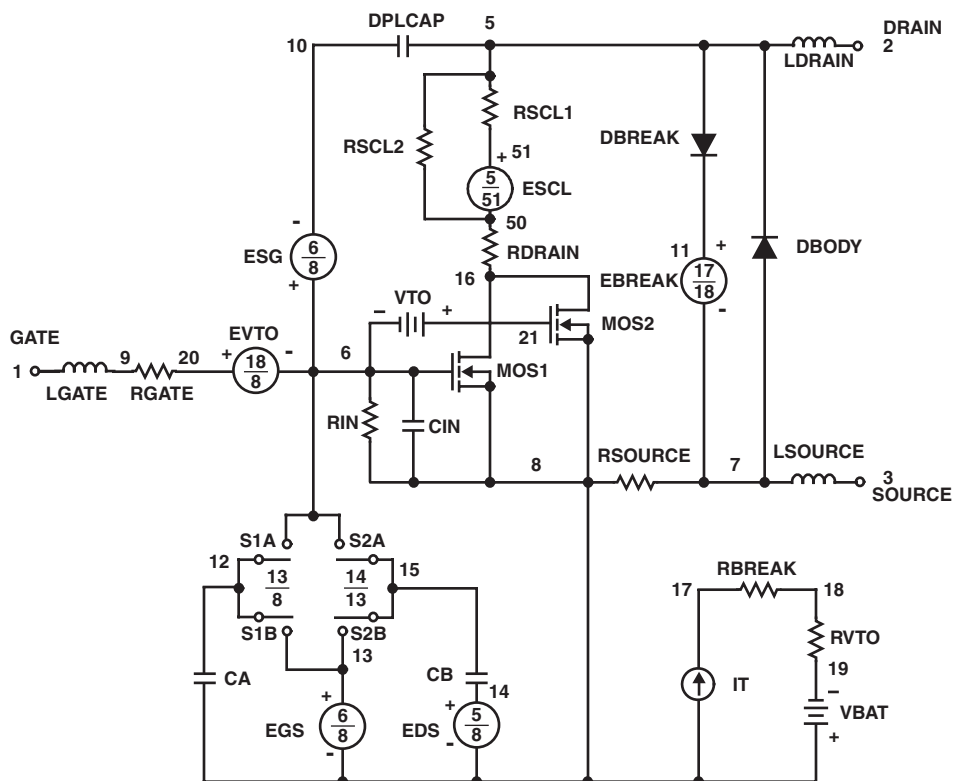 DPLCAP 5 DRAIN
10 2
LDRAIN
RSCL1
RSCL2 DBREAK
+ 51
5
51
ESCL
50
-
RDRAIN
6
8
ESG
+
11 +
DBODY
16
EBREAK 17
18
-
VTO
- +
MOS2
21
GATE
EVTO
1 9 20 + 18
8
- 6
LGATE RGATE
MOS1
RIN CIN
LSOURCE
RSOURCE
8 7 3
SOURCE
S1A S2A
12 13
8
14
13
15
RBREAK
17 18
S1B S2B
13
RVTO
CA CB
14
19
IT
-
VBAT
+
+ +
EGS 6
8
EDS 5
8
- -